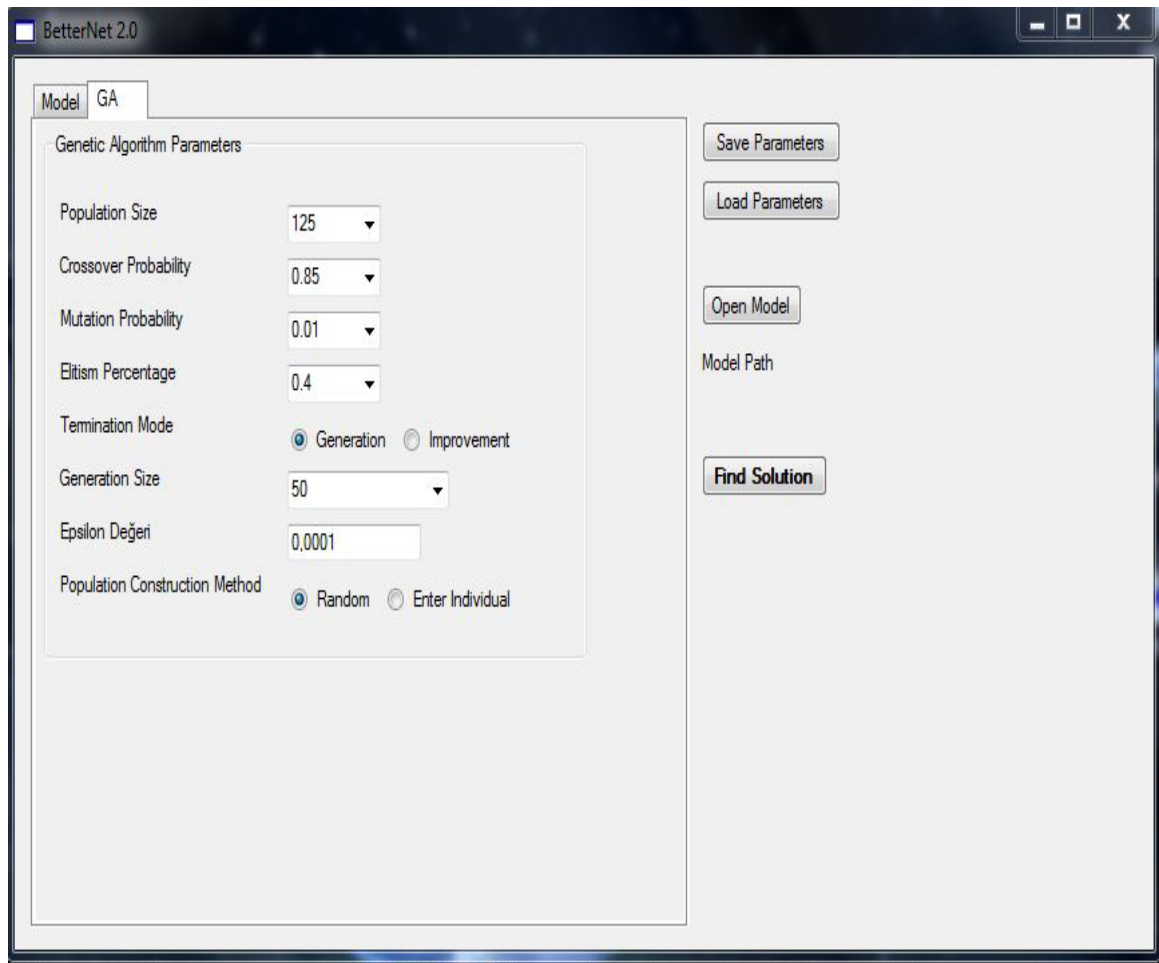 BetterNet 2.0
X
Model GA
Genetic Algorithm Parameters
Population Size 125
Crossover Probability 0.85
Mutation Probability 0.01
Elitism Percentage 0.4
Termination Mode Generation Improvement
Generation Size 50
Epsilon Değeri 0,0001
Population Construction Method Random Enter Individual
Save Parameters
Load Parameters
Open Model
Model Path
Find Solution